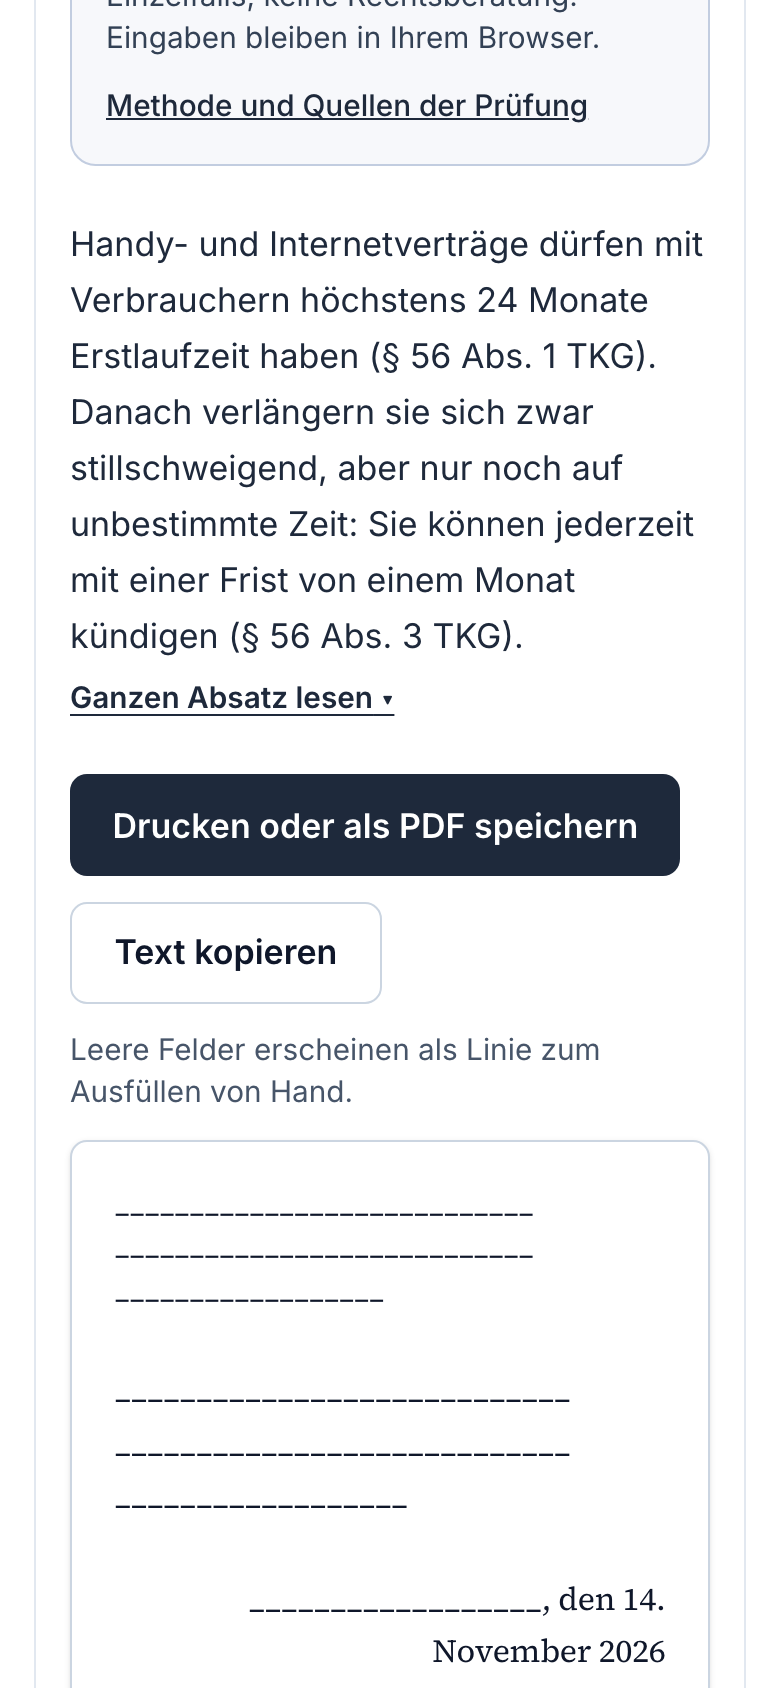 Einzelfalls, keine Rechtsberatung.
Eingaben bleiben in Ihrem Browser.
Methode und Quellen der Prüfung
Handy- und Internetverträge dürfen mit
Verbrauchern höchstens 24 Monate
Erstlaufzeit haben (§ 56 Abs. 1 TKG).
Danach verlängern sie sich zwar
stillschweigend, aber nur noch auf
unbestimmte Zeit: Sie können jederzeit
mit einer Frist von einem Monat
kündigen (§ 56 Abs. 3 TKG).
Ganzen Absatz lesen ▾
Drucken oder als PDF speichern
Text kopieren
Leere Felder erscheinen als Linie zum
Ausfüllen von Hand.
____________________________
____________________________
__________________
____________________________
____________________________
__________________
__________________, den 14.
November 2026